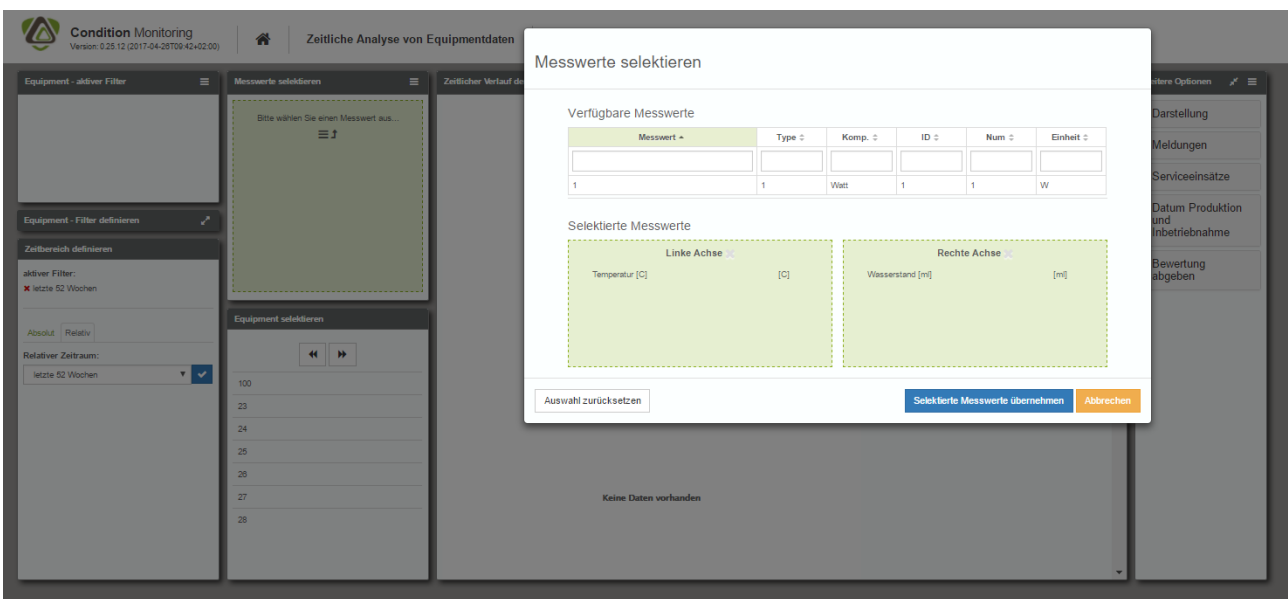 Condition Monitoring
Version: 0.25.12 (2017-04-26T09:42+02:00)
Zeitliche Analyse von Equipmentdaten
Equipment - aktiver Filter
Equipment - Filter definieren
Zeitbereich definieren
aktiver Filter:
letzte 52 Wochen
Absolut Relativ
Relativer Zeitraum:
letzte 52 Wochen
Messwerte selektieren
Bitte wählen Sie einen Messwert aus...
Equipment selektieren
100
23
24
25
26
27
28
Zeitlicher Verlauf
Keine Daten vorhanden
Messwerte selektieren
Verfügbare Messwerte
Messwert Type Komp. ID Num Einheit
1 1 Watt 1 1 W
Selektierte Messwerte
Linke Achse
Temperatur [C] [C]
Rechte Achse
Wasserstand [ml] [ml]
Auswahl zurücksetzen
Selektierte Messwerte übernehmen
Abbrechen
Optionen
Darstellung
Meldungen
Serviceeinsätze
Datum Produktion
und
Inbetriebnahme
Bewertung
abgeben